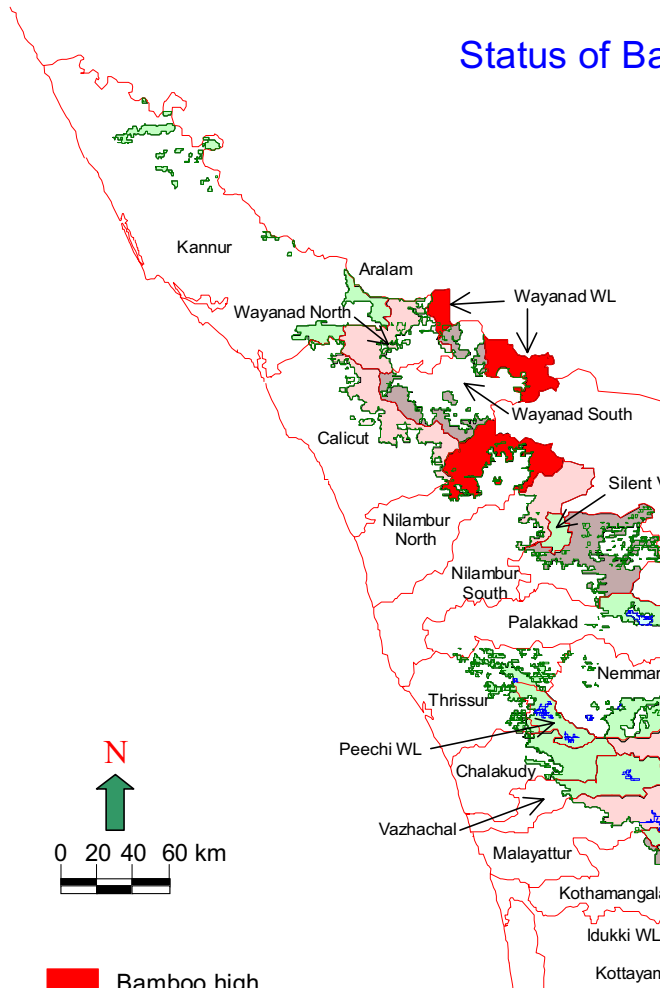 Status of Ba
Kannur
Aralam
Wayanad North
Wayanad WL
Wayanad South
Calicut
Silent V
Nilambur
North
Nilambur
South
Palakkad
Nemmar
Thrissur
Peechi WL
Chalakudy
N
Vazhachal
0 20 40 60 km
Malayattur
Kothamangala
Idukki WL
Kottayam
Bamboo high